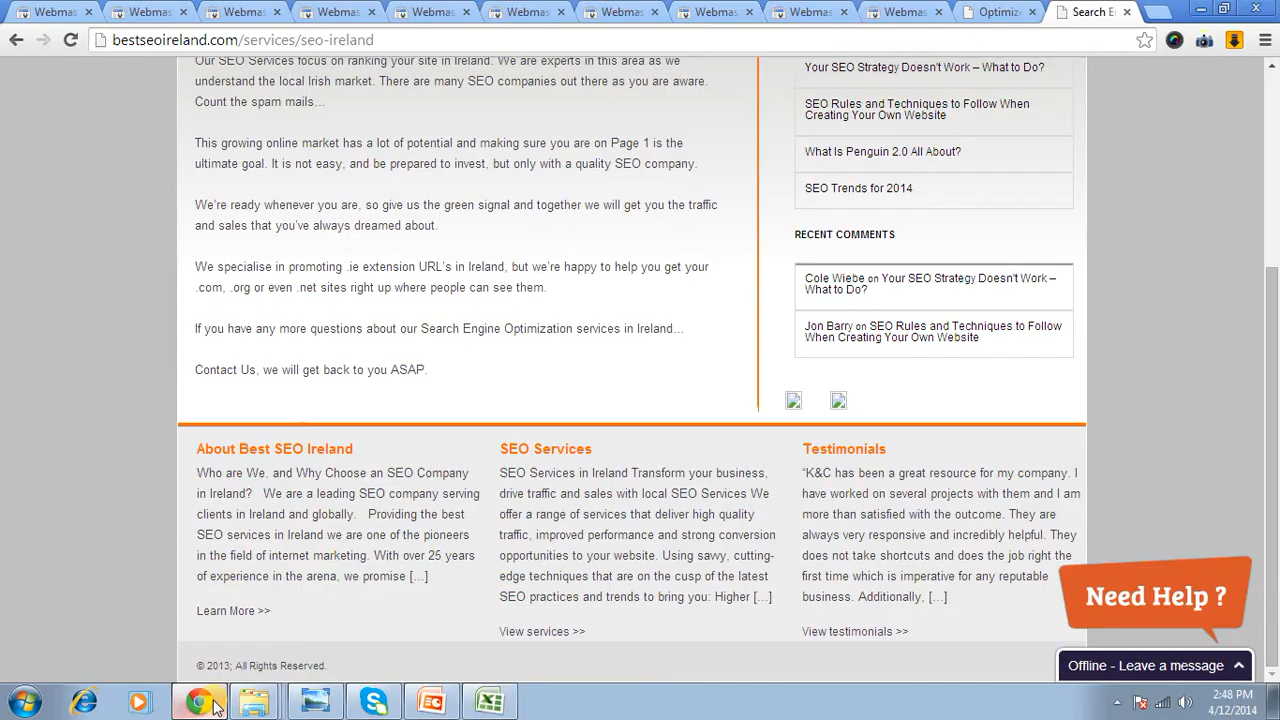 Webmas
Webmas
Webmas
Webmas
Webmas
Webmas
Webmas
Webmas
Webmas
Webmas
Optimiz
Search E
bestseoireland.com/services/seo-ireland
Our SEO Services focus on ranking your site in Ireland. We are experts in this area as we
understand the local Irish market. There are many SEO companies out there as you are aware.
Count the spam mails…
This growing online market has a lot of potential and making sure you are on Page 1 is the
ultimate goal. It is not easy, and be prepared to invest, but only with a quality SEO company.
We're ready whenever you are, so give us the green signal and together we will get you the traffic
and sales that you've always dreamed about.
We specialise in promoting .ie extension URL's in Ireland, but we're happy to help you get your
.com, .org or even .net sites right up where people can see them.
If you have any more questions about our Search Engine Optimization services in Ireland…
Contact Us, we will get back to you ASAP.
Your SEO Strategy Doesn't Work – What to Do?
SEO Rules and Techniques to Follow When
Creating Your Own Website
What Is Penguin 2.0 All About?
SEO Trends for 2014
RECENT COMMENTS
Cole Wiebe on Your SEO Strategy Doesn't Work –
What to Do?
Jon Barry on SEO Rules and Techniques to Follow
When Creating Your Own Website
About Best SEO Ireland
Who are We, and Why Choose an SEO Company
in Ireland? We are a leading SEO company serving
clients in Ireland and globally. Providing the best
SEO services in Ireland we are one of the pioneers
in the field of internet marketing. With over 25 years
of experience in the arena, we promise […]
Learn More >>
SEO Services
SEO Services in Ireland Transform your business,
drive traffic and sales with local SEO Services We
offer a range of services that deliver high quality
traffic, improved performance and strong conversion
opportunities to your website. Using savvy, cutting-
edge techniques that are on the cusp of the latest
SEO practices and trends to bring you: Higher […]
View services >>
Testimonials
"K&C has been a great resource for my company. I
have worked on several projects with them and I am
more than satisfied with the outcome. They are
always very responsive and incredibly helpful. They
does not take shortcuts and does the job right the
first time which is imperative for any reputable
business. Additionally, […]
View testimonials >>
Need Help ?
Offline - Leave a message
© 2013; All Rights Reserved.
2:48 PM
4/12/2014